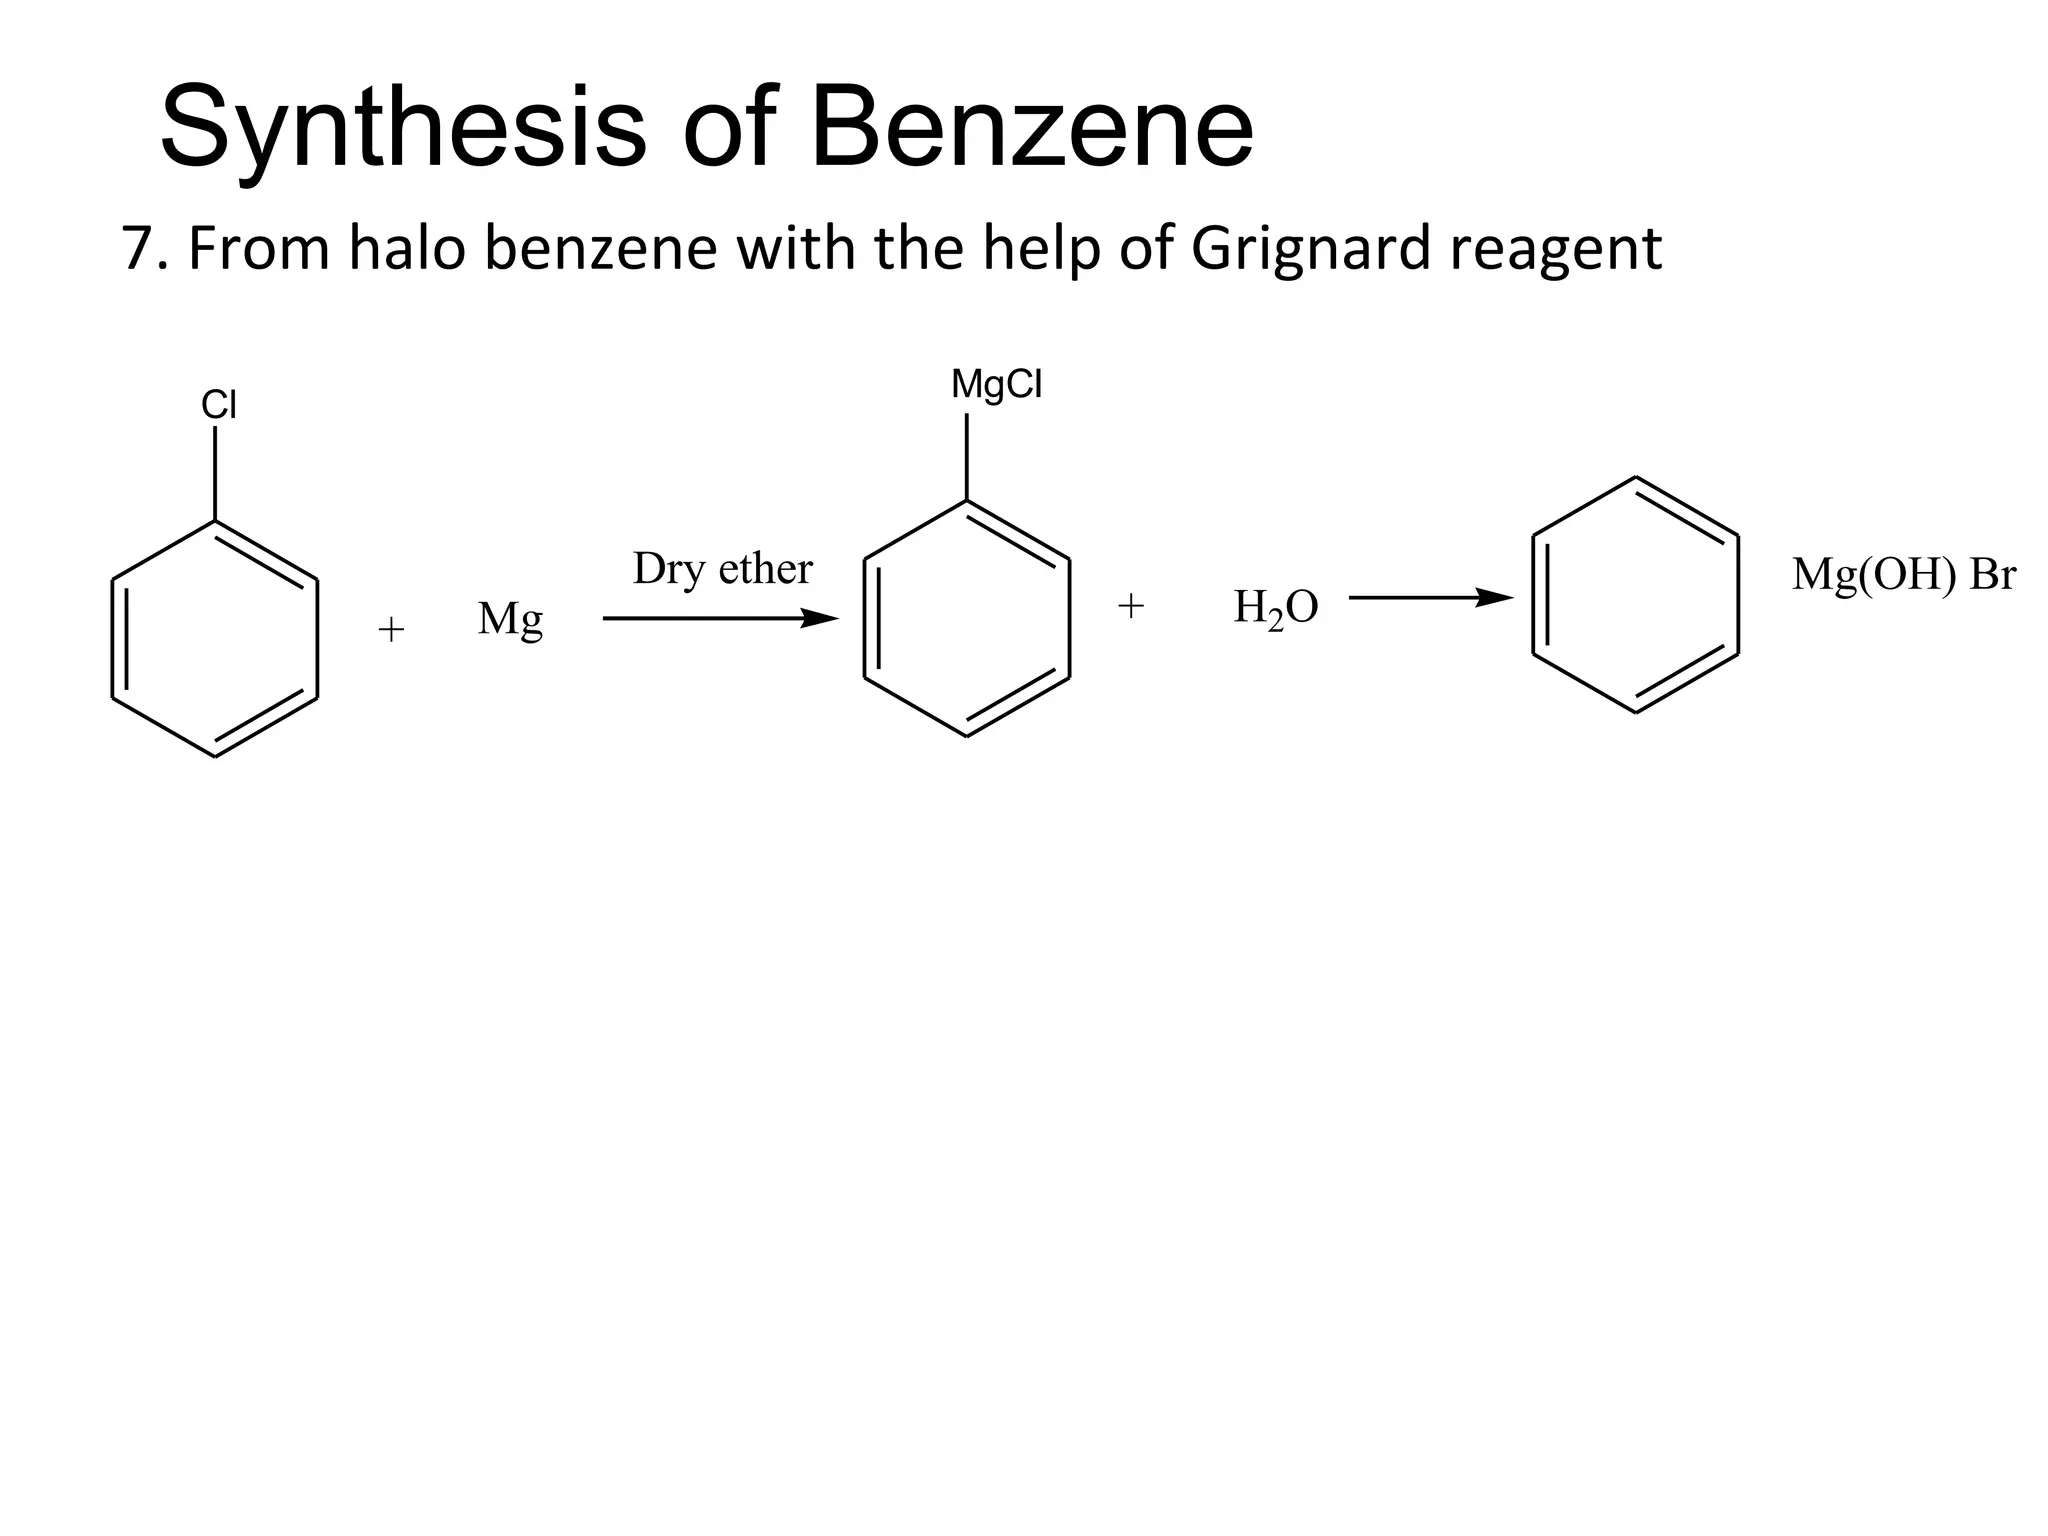 Synthesis of Benzene
7. From halo benzene with the help of Grignard reagent
Cl
+ Mg
Dry ether
MgCl
+ H₂O
Mg(OH) Br